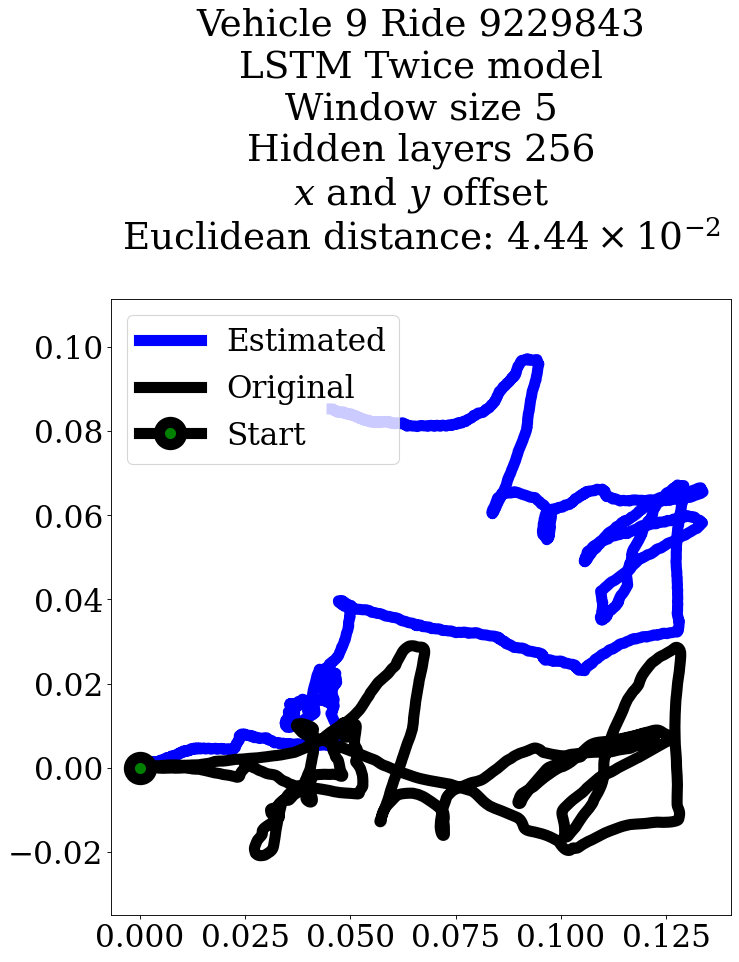 Vehicle 9 Ride 9229843
LSTM Twice model
Window size 5
Hidden layers 256
x and y offset
Euclidean distance: 4.44 × 10⁻²
Estimated
Original
Start
0.10
0.08
0.06
0.04
0.02
0.00
−0.02
0.000 0.025 0.050 0.075 0.100 0.125